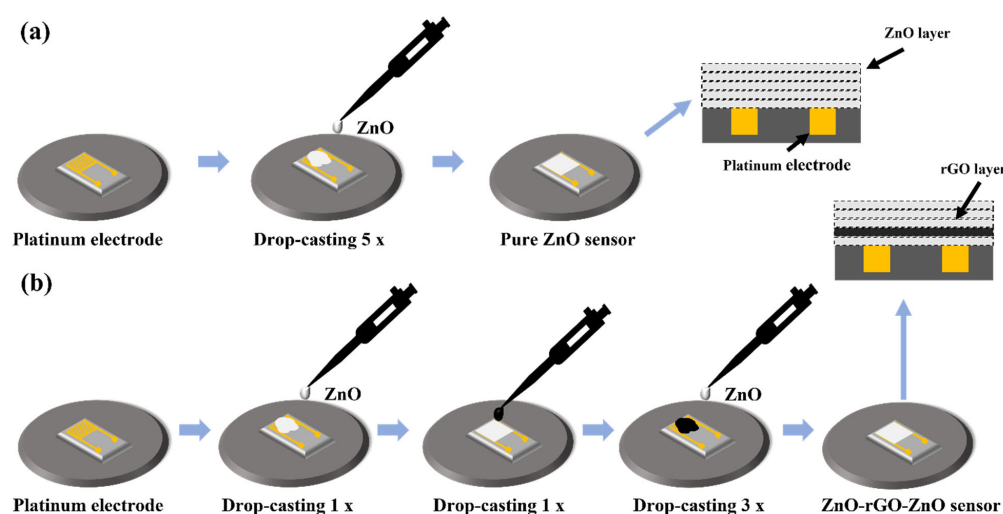 (a)
ZnO layer
ZnO
Platinum electrode
rGO layer
Platinum electrode
Drop-casting 5 x
Pure ZnO sensor
(b)
ZnO
ZnO
Platinum electrode
Drop-casting 1 x
Drop-casting 1 x
Drop-casting 3 x
ZnO-rGO-ZnO sensor